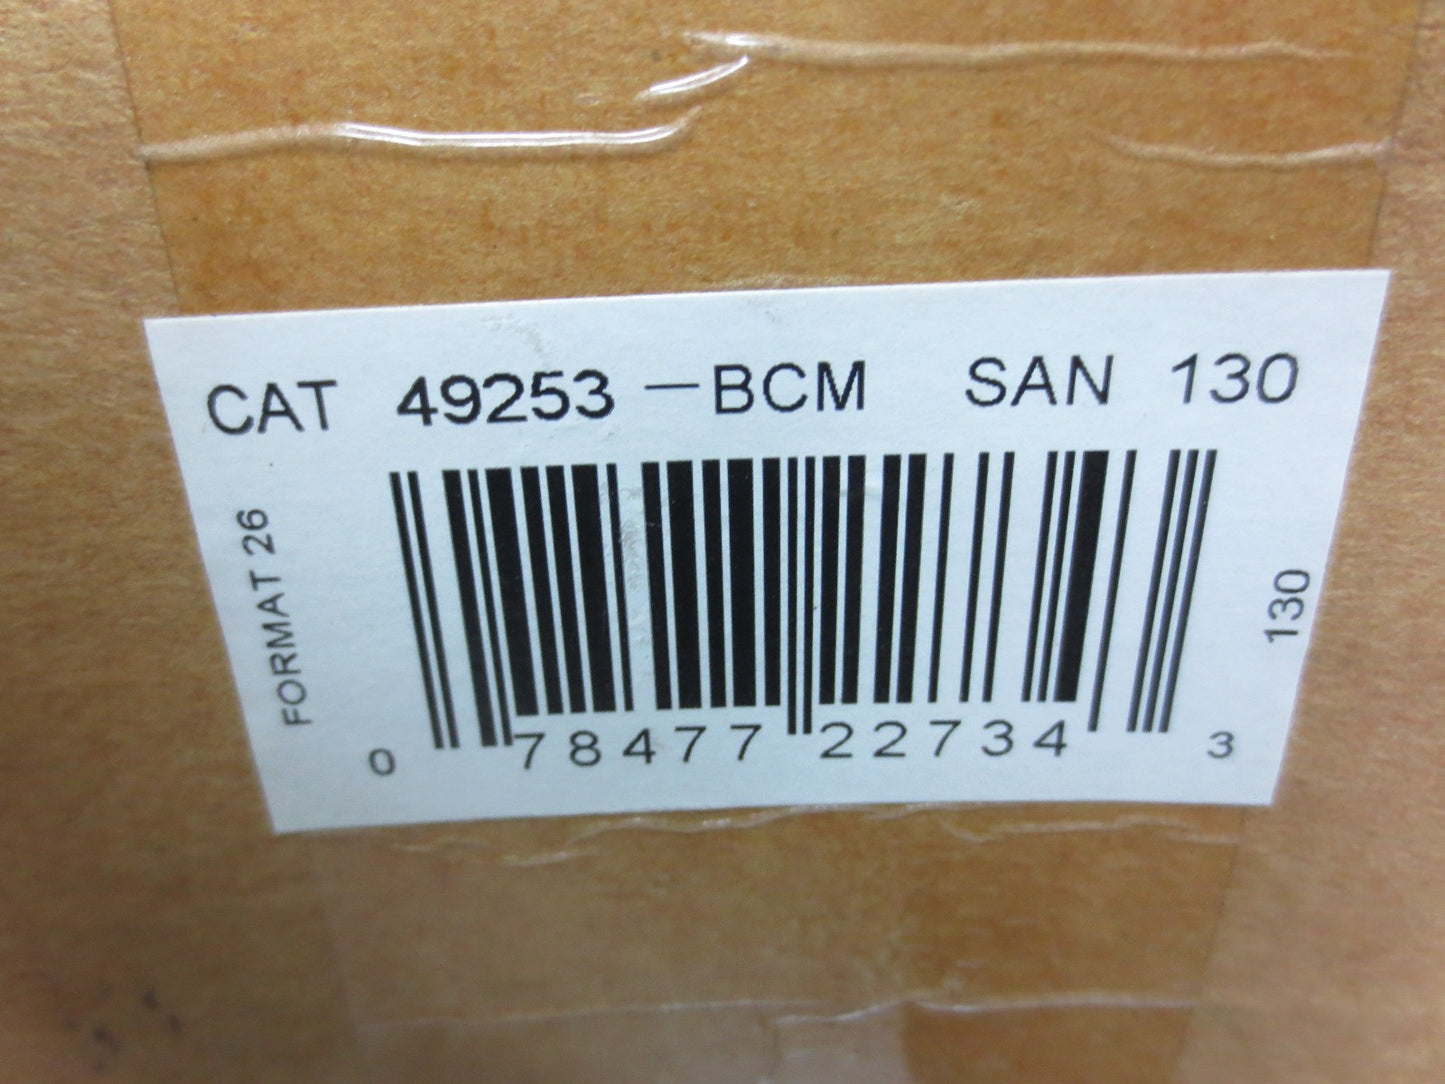 CAT 49253 -BCM SAN 130
FORMAT 26
130
0 78477 22734 3